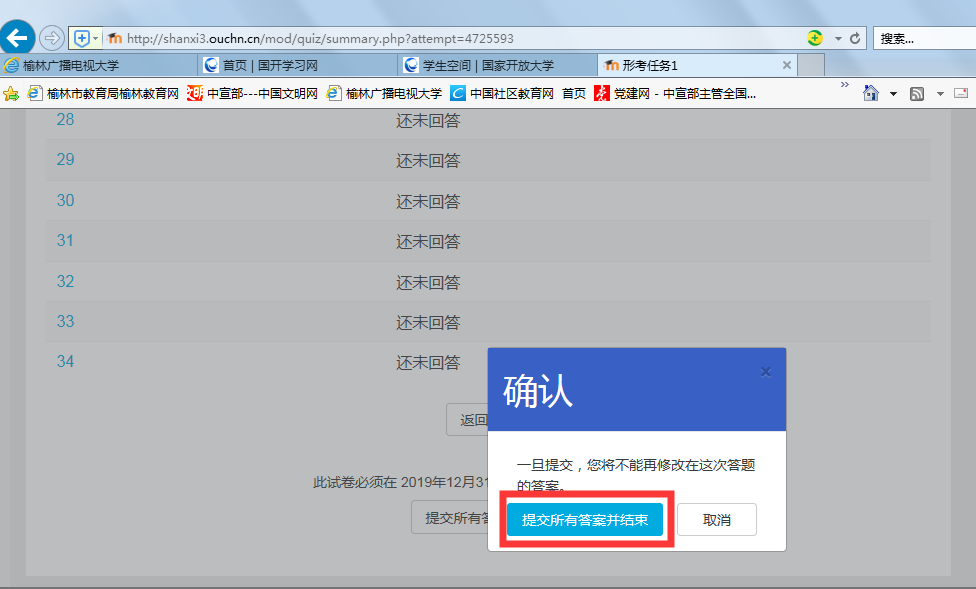 http://shanxi3.ouchn.cn/mod/quiz/summary.php?attempt=4725593
搜索...
榆林广播电视大学
首页 | 国开学习网
学生空间 | 国家开放大学
形考任务1
榆林市教育局榆林教育网
中宣部---中国文明网
榆林广播电视大学
中国社区教育网
首页
党建网 - 中宣部主管全国...
28 还未回答
29 还未回答
30 还未回答
31 还未回答
32 还未回答
33 还未回答
34 还未回答
确认
返回
一旦提交，您将不能再修改在这次答题
的答案。
此试卷必须在 2019年12月31
提交所有答
提交所有答案并结束
取消